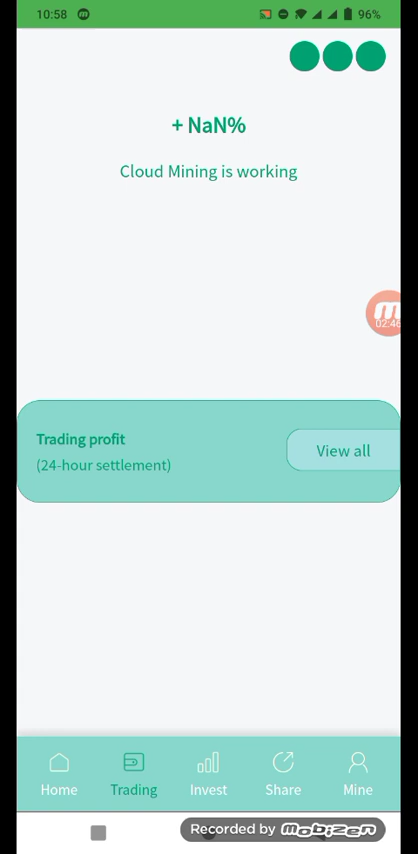 10:58
96%
+ NaN%
Cloud Mining is working
02:46
Trading profit
(24-hour settlement)
View all
Home
Trading
Invest
Share
Mine
Recorded by mobizen